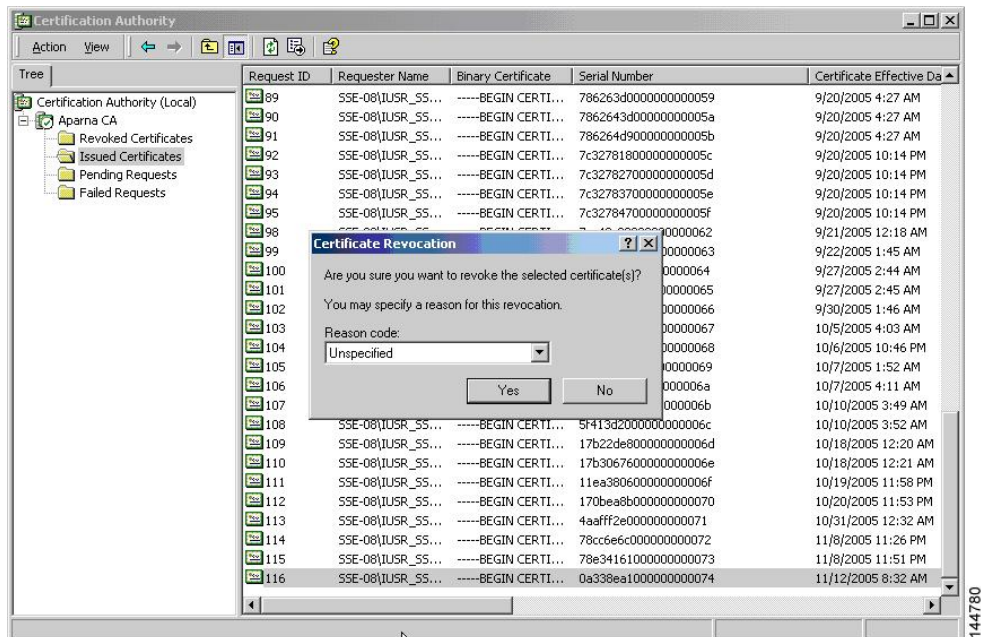 Certification Authority
Action View
Tree
Certification Authority (Local)
Aparna CA
Revoked Certificates
Issued Certificates
Pending Requests
Failed Requests
Request ID Requester Name Binary Certificate Serial Number Certificate Effective Da
89 SSE-08\IUSR_SS... -----BEGIN CERTI... 786263d0000000000059 9/20/2005 4:27 AM
90 SSE-08\IUSR_SS... -----BEGIN CERTI... 7862643d00000000005a 9/20/2005 4:27 AM
91 SSE-08\IUSR_SS... -----BEGIN CERTI... 786264d900000000005b 9/20/2005 4:27 AM
92 SSE-08\IUSR_SS... -----BEGIN CERTI... 7c32781800000000005c 9/20/2005 10:14 PM
93 SSE-08\IUSR_SS... -----BEGIN CERTI... 7c32782700000000005d 9/20/2005 10:14 PM
94 SSE-08\IUSR_SS... -----BEGIN CERTI... 7c32783700000000005e 9/20/2005 10:14 PM
95 SSE-08\IUSR_SS... -----BEGIN CERTI... 7c32784700000000005f 9/20/2005 10:14 PM
98 9/21/2005 12:18 AM
99 0000063 9/22/2005 1:45 AM
100 0000064 9/27/2005 2:44 AM
101 0000065 9/27/2005 2:45 AM
102 0000066 9/30/2005 1:46 AM
103 0000067 10/5/2005 4:03 AM
104 0000068 10/6/2005 10:46 PM
105 0000069 10/7/2005 1:52 AM
106 000006a 10/7/2005 4:11 AM
107 000006b 10/10/2005 3:49 AM
108 SSE-08\IUSR_SS... -----BEGIN CERTI... 5f413d2000000000006c 10/10/2005 3:52 AM
109 SSE-08\IUSR_SS... -----BEGIN CERTI... 17b22de800000000006d 10/18/2005 12:20 AM
110 SSE-08\IUSR_SS... -----BEGIN CERTI... 17b3067600000000006e 10/18/2005 12:21 AM
111 SSE-08\IUSR_SS... -----BEGIN CERTI... 11ea380600000000006f 10/19/2005 11:58 PM
112 SSE-08\IUSR_SS... -----BEGIN CERTI... 170bea8b000000000070 10/20/2005 11:53 PM
113 SSE-08\IUSR_SS... -----BEGIN CERTI... 4aafff2e000000000071 10/31/2005 12:32 AM
114 SSE-08\IUSR_SS... -----BEGIN CERTI... 78cc6e6c000000000072 11/8/2005 11:26 PM
115 SSE-08\IUSR_SS... -----BEGIN CERTI... 78e34161000000000073 11/8/2005 11:51 PM
116 SSE-08\IUSR_SS... -----BEGIN CERTI... 0a338ea1000000000074 11/12/2005 8:32 AM
Certificate Revocation
Are you sure you want to revoke the selected certificate(s)?
You may specify a reason for this revocation.
Reason code:
Unspecified
Yes No
144780